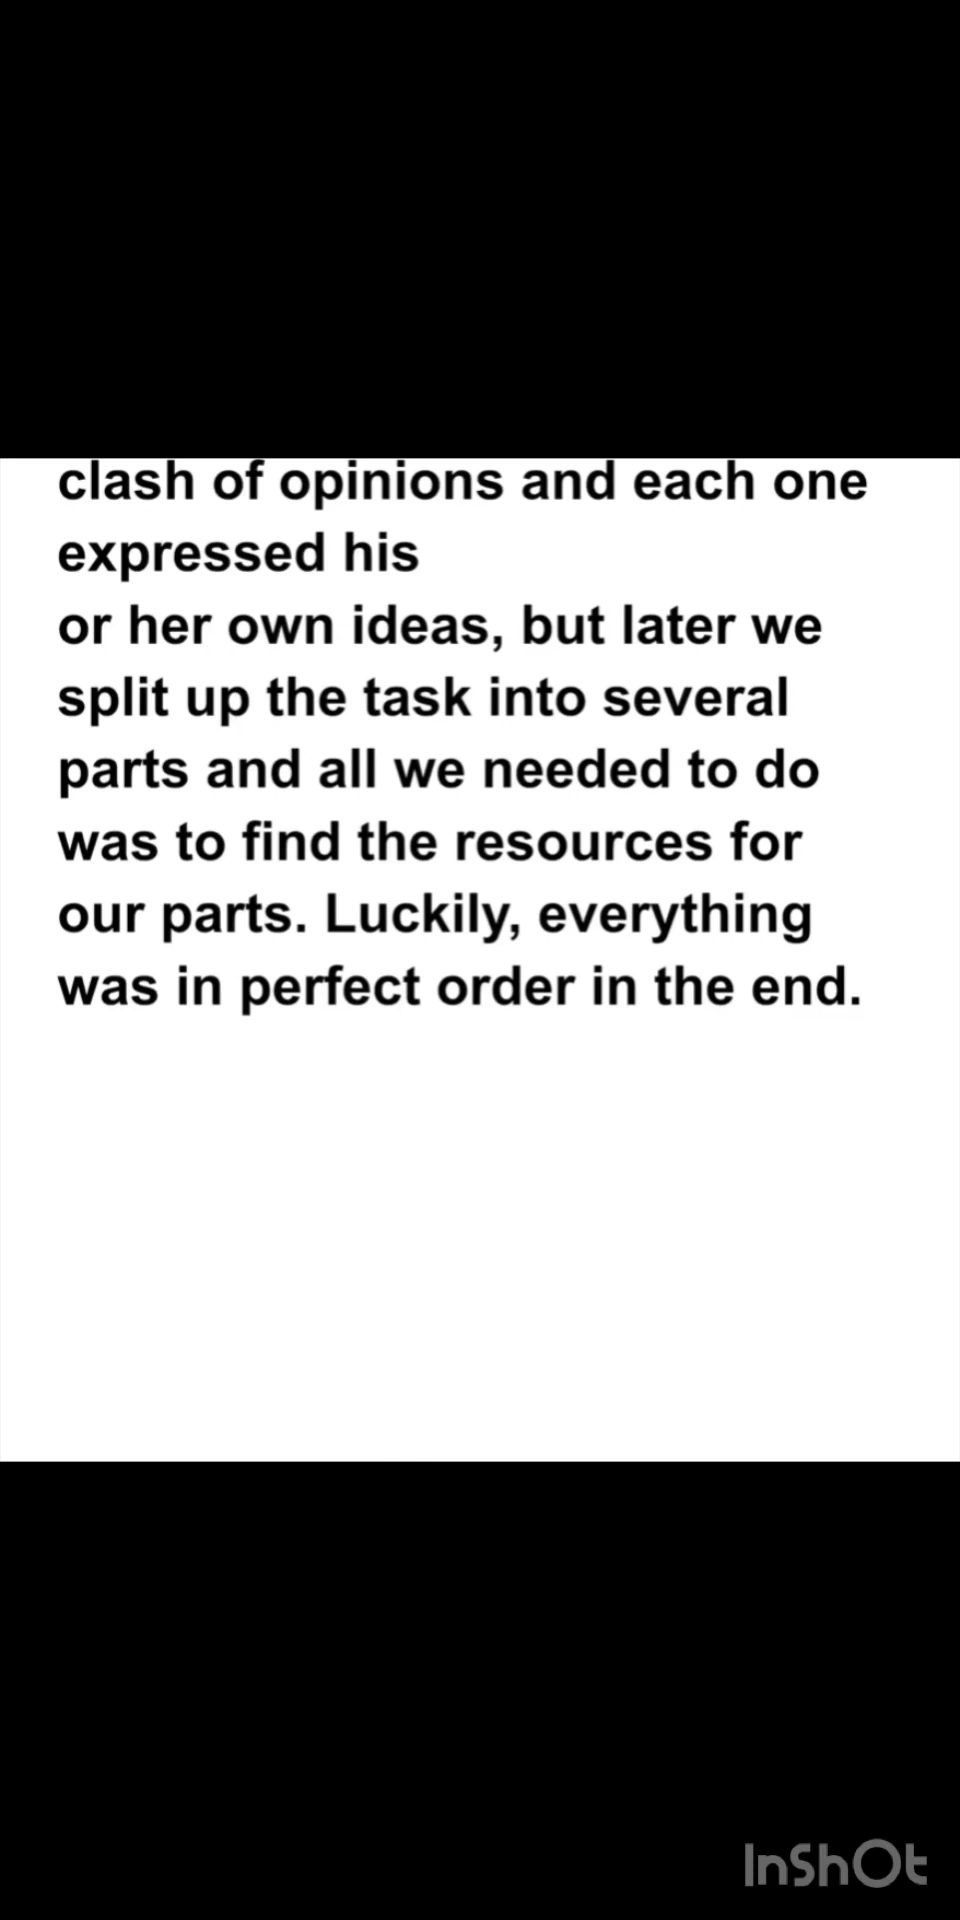 clash of opinions and each one
expressed his
or her own ideas, but later we
split up the task into several
parts and all we needed to do
was to find the resources for
our parts. Luckily, everything
was in perfect order in the end.
InShOt